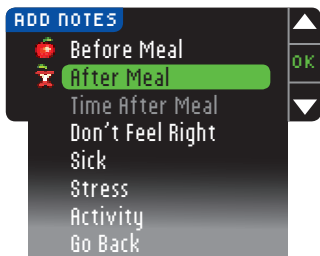 ADD NOTES
Before Meal
OK
After Meal
Time After Meal
Don't Feel Right
Sick
Stress
Activity
Go Back